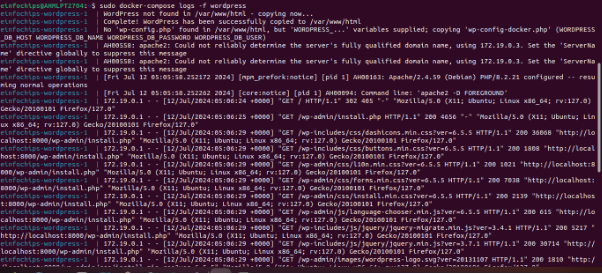 einfochips@AHMLPT2704:~$ sudo docker-compose logs -f wordpress
einfochips-wordpress-1 | WordPress not found in /var/www/html - copying now...
einfochips-wordpress-1 | Complete! WordPress has been successfully copied to /var/www/html
einfochips-wordpress-1 | No 'wp-config.php' found in /var/www/html, but 'WORDPRESS_...' variables supplied; copying 'wp-config-docker.php' (WORDPRESS
_DB_HOST WORDPRESS_DB_NAME WORDPRESS_DB_PASSWORD WORDPRESS_DB_USER)
einfochips-wordpress-1 | AH00558: apache2: Could not reliably determine the server's fully qualified domain name, using 172.19.0.3. Set the 'ServerNa
me' directive globally to suppress this message
einfochips-wordpress-1 | AH00558: apache2: Could not reliably determine the server's fully qualified domain name, using 172.19.0.3. Set the 'ServerNa
me' directive globally to suppress this message
einfochips-wordpress-1 | [Fri Jul 12 05:05:58.252172 2024] [mpm_prefork:notice] [pid 1] AH00163: Apache/2.4.59 (Debian) PHP/8.2.21 configured -- resu
ming normal operations
einfochips-wordpress-1 | [Fri Jul 12 05:05:58.252262 2024] [core:notice] [pid 1] AH00094: Command line: 'apache2 -D FOREGROUND'
einfochips-wordpress-1 | 172.19.0.1 - - [12/Jul/2024:05:06:24 +0000] "GET / HTTP/1.1" 302 405 "-" "Mozilla/5.0 (X11; Ubuntu; Linux x86_64; rv:127.0)
Gecko/20100101 Firefox/127.0"
einfochips-wordpress-1 | 172.19.0.1 - - [12/Jul/2024:05:06:25 +0000] "GET /wp-admin/install.php HTTP/1.1" 200 4656 "-" "Mozilla/5.0 (X11; Ubuntu; Lin
ux x86_64; rv:127.0) Gecko/20100101 Firefox/127.0"
einfochips-wordpress-1 | 172.19.0.1 - - [12/Jul/2024:05:06:29 +0000] "GET /wp-includes/css/dashicons.min.css?ver=6.5.5 HTTP/1.1" 200 36068 "http://lo
calhost:8000/wp-admin/install.php" "Mozilla/5.0 (X11; Ubuntu; Linux x86_64; rv:127.0) Gecko/20100101 Firefox/127.0"
einfochips-wordpress-1 | 172.19.0.1 - - [12/Jul/2024:05:06:29 +0000] "GET /wp-includes/css/buttons.min.css?ver=6.5.5 HTTP/1.1" 200 1808 "http://local
host:8000/wp-admin/install.php" "Mozilla/5.0 (X11; Ubuntu; Linux x86_64; rv:127.0) Gecko/20100101 Firefox/127.0"
einfochips-wordpress-1 | 172.19.0.1 - - [12/Jul/2024:05:06:29 +0000] "GET /wp-admin/css/l10n.min.css?ver=6.5.5 HTTP/1.1" 200 1021 "http://localhost:8
000/wp-admin/install.php" "Mozilla/5.0 (X11; Ubuntu; Linux x86_64; rv:127.0) Gecko/20100101 Firefox/127.0"
einfochips-wordpress-1 | 172.19.0.1 - - [12/Jul/2024:05:06:29 +0000] "GET /wp-admin/css/forms.min.css?ver=6.5.5 HTTP/1.1" 200 7038 "http://localhost:
8000/wp-admin/install.php" "Mozilla/5.0 (X11; Ubuntu; Linux x86_64; rv:127.0) Gecko/20100101 Firefox/127.0"
einfochips-wordpress-1 | 172.19.0.1 - - [12/Jul/2024:05:06:29 +0000] "GET /wp-admin/css/install.min.css?ver=6.5.5 HTTP/1.1" 200 2139 "http://localhos
t:8000/wp-admin/install.php" "Mozilla/5.0 (X11; Ubuntu; Linux x86_64; rv:127.0) Gecko/20100101 Firefox/127.0"
einfochips-wordpress-1 | 172.19.0.1 - - [12/Jul/2024:05:06:29 +0000] "GET /wp-admin/js/language-chooser.min.js?ver=6.5.5 HTTP/1.1" 200 615 "http://lo
calhost:8000/wp-admin/install.php" "Mozilla/5.0 (X11; Ubuntu; Linux x86_64; rv:127.0) Gecko/20100101 Firefox/127.0"
einfochips-wordpress-1 | 172.19.0.1 - - [12/Jul/2024:05:06:29 +0000] "GET /wp-includes/js/jquery/jquery-migrate.min.js?ver=3.4.1 HTTP/1.1" 200 5217 "
http://localhost:8000/wp-admin/install.php" "Mozilla/5.0 (X11; Ubuntu; Linux x86_64; rv:127.0) Gecko/20100101 Firefox/127.0"
einfochips-wordpress-1 | 172.19.0.1 - - [12/Jul/2024:05:06:29 +0000] "GET /wp-includes/js/jquery/jquery.min.js?ver=3.7.1 HTTP/1.1" 200 30714 "http://
localhost:8000/wp-admin/install.php" "Mozilla/5.0 (X11; Ubuntu; Linux x86_64; rv:127.0) Gecko/20100101 Firefox/127.0"
einfochips-wordpress-1 | 172.19.0.1 - - [12/Jul/2024:05:06:29 +0000] "GET /wp-admin/images/wordpress-logo.svg?ver=20131107 HTTP/1.1" 200 1810 "http:/